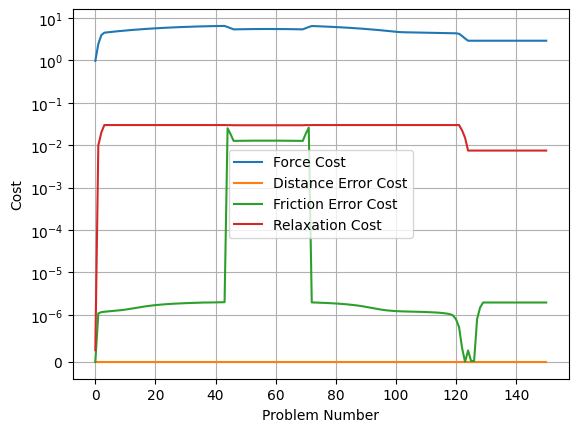 10¹
10⁰
10⁻¹
10⁻²
10⁻³
10⁻⁴
10⁻⁵
10⁻⁶
0
Cost
Force Cost
Distance Error Cost
Friction Error Cost
Relaxation Cost
0 20 40 60 80 100 120 140
Problem Number